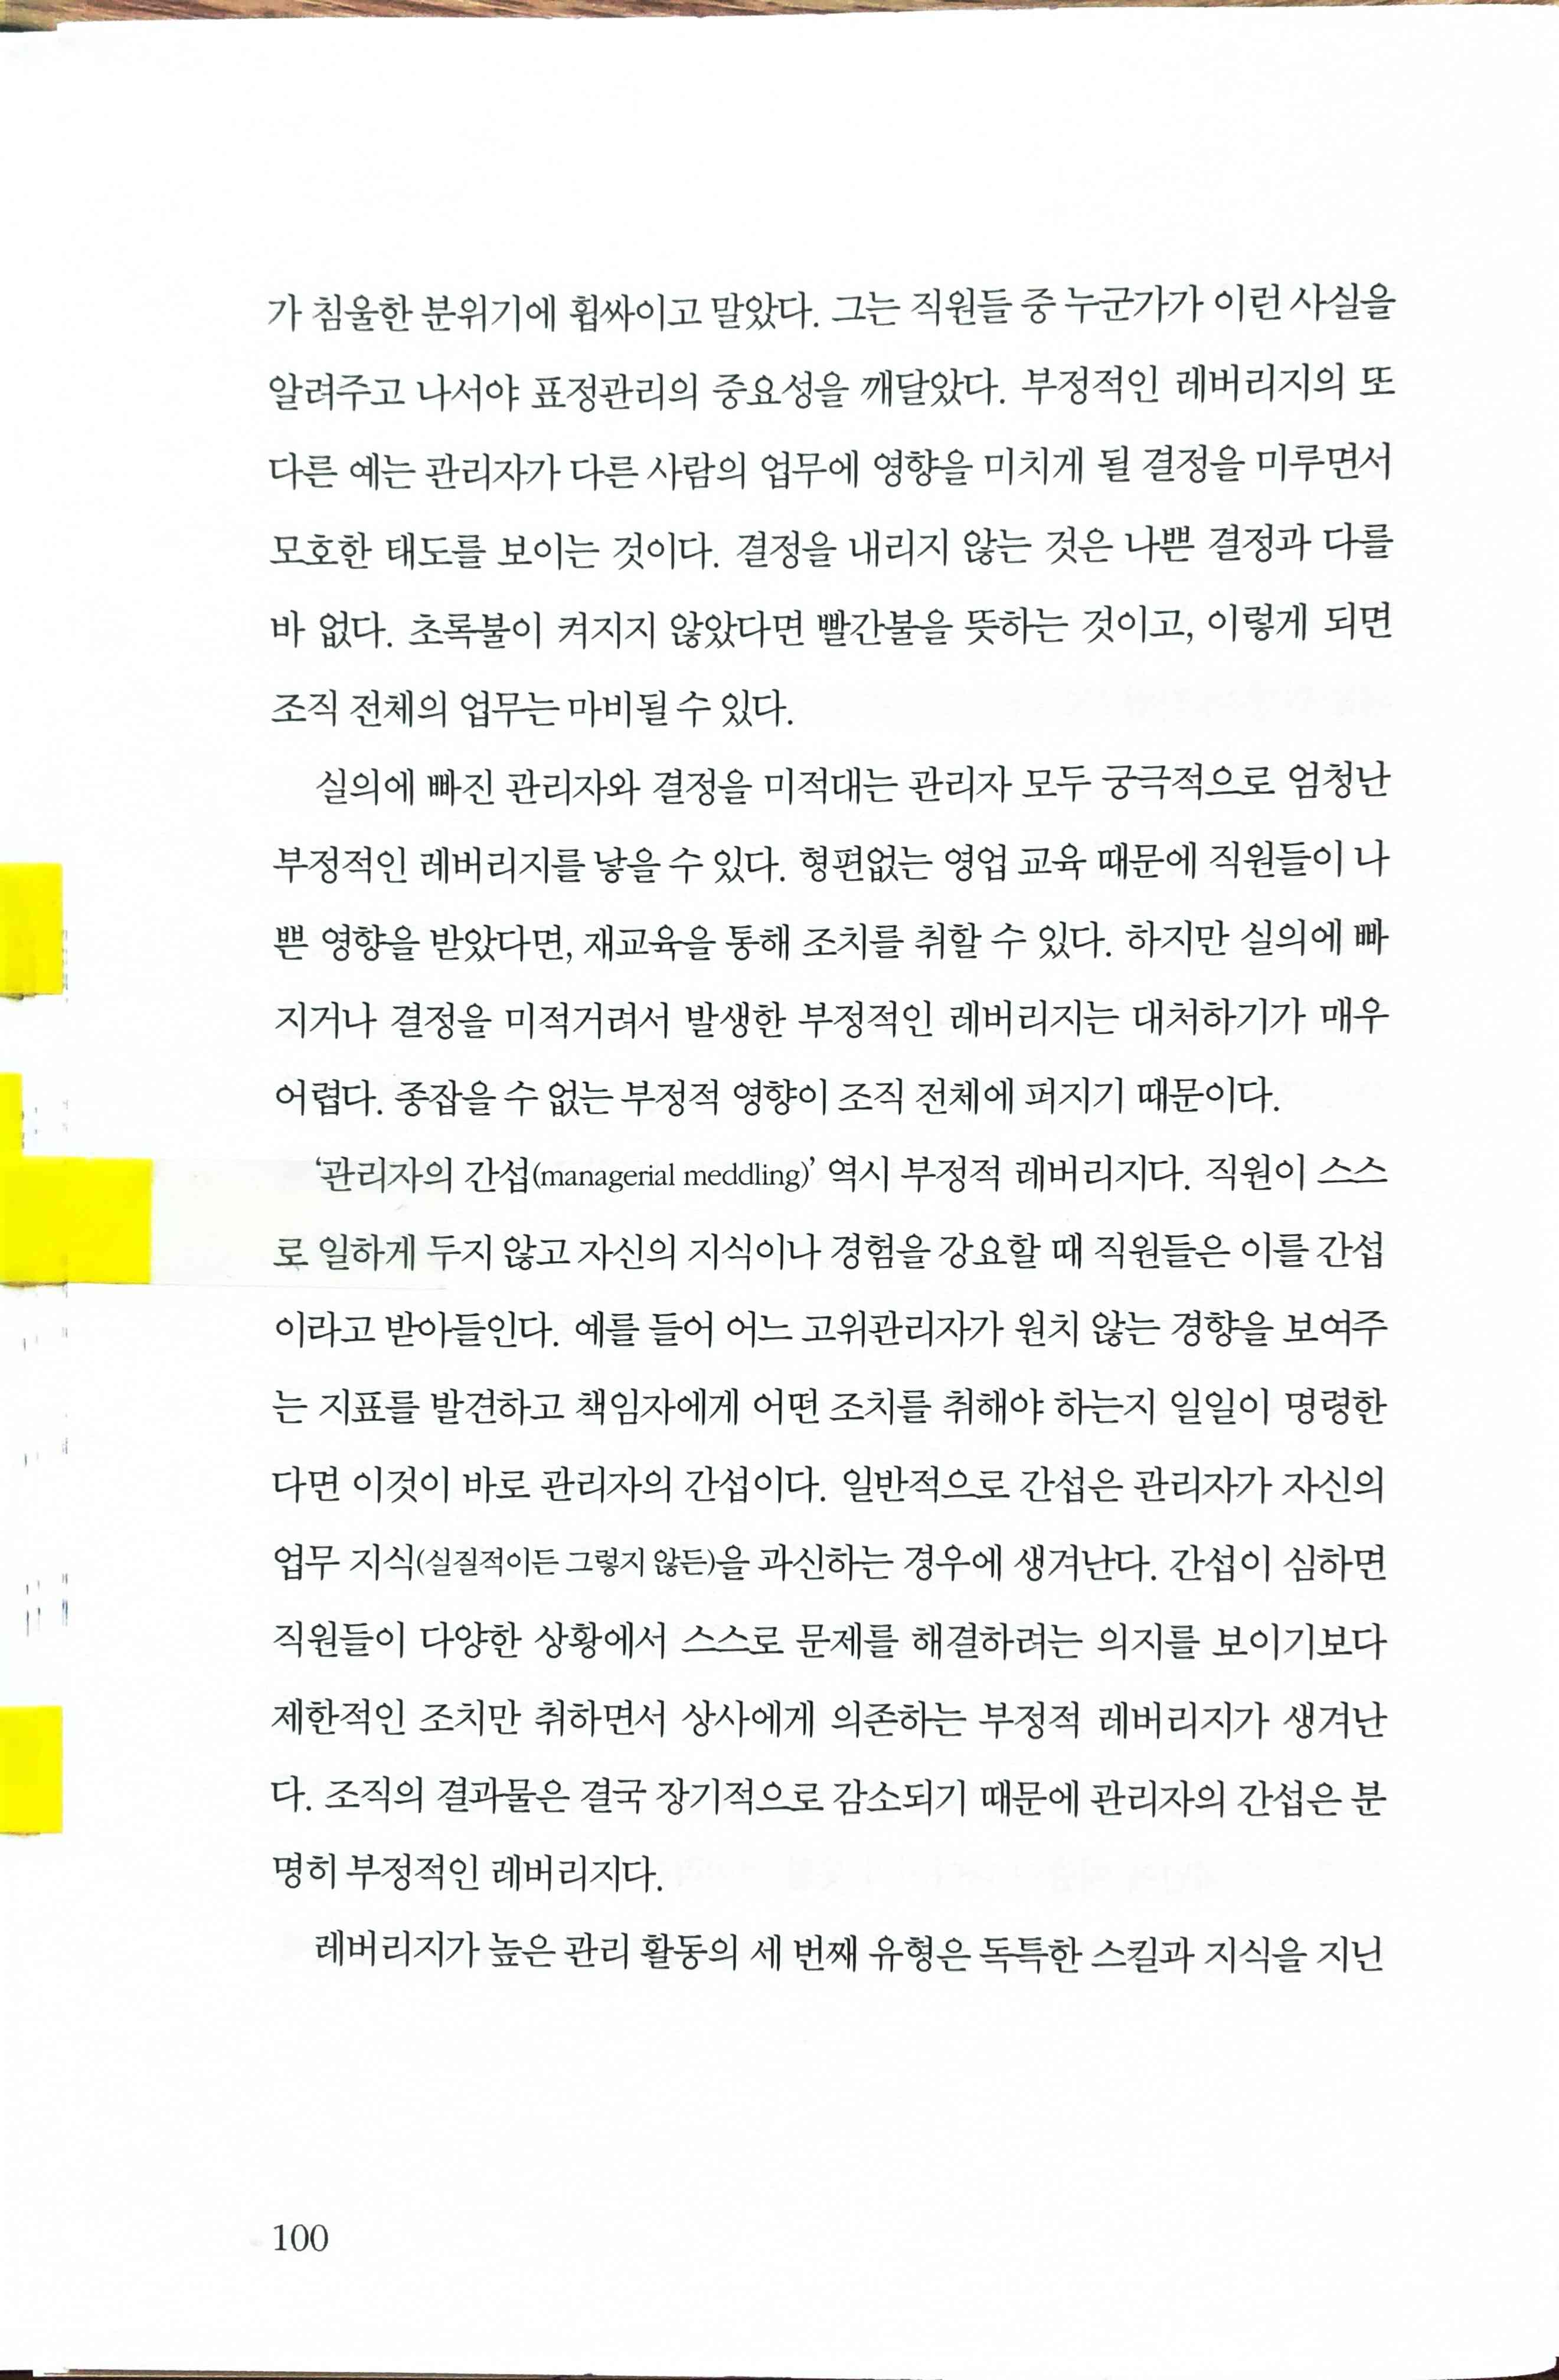 가 침울한 분위기에 휩싸이고 말았다. 그는 직원들 중 누군가가 이런 사실을
알려주고 나서야 표정관리의 중요성을 깨달았다. 부정적인 레버리지의 또
다른 예는 관리자가 다른 사람의 업무에 영향을 미치게 될 결정을 미루면서
모호한 태도를 보이는 것이다. 결정을 내리지 않는 것은 나쁜 결정과 다를
바 없다. 초록불이 켜지지 않았다면 빨간불을 뜻하는 것이고, 이렇게 되면
조직 전체의 업무는 마비될 수 있다.
실의에 빠진 관리자와 결정을 미적대는 관리자 모두 궁극적으로 엄청난
부정적인 레버리지를 낳을 수 있다. 형편없는 영업 교육 때문에 직원들이 나
쁜 영향을 받았다면, 재교육을 통해 조치를 취할 수 있다. 하지만 실의에 빠
지거나 결정을 미적거려서 발생한 부정적인 레버리지는 대처하기가 매우
어렵다. 종잡을 수 없는 부정적 영향이 조직 전체에 퍼지기 때문이다.
‘관리자의 간섭(managerial meddling)’ 역시 부정적 레버리지다. 직원이 스스
로 일하게 두지 않고 자신의 지식이나 경험을 강요할 때 직원들은 이를 간섭
이라고 받아들인다. 예를 들어 어느 고위관리자가 원치 않는 경향을 보여주
는 지표를 발견하고 책임자에게 어떤 조치를 취해야 하는지 일일이 명령한
다면 이것이 바로 관리자의 간섭이다. 일반적으로 간섭은 관리자가 자신의
업무 지식(실질적이든 그렇지 않든)을 과신하는 경우에 생겨난다. 간섭이 심하면
직원들이 다양한 상황에서 스스로 문제를 해결하려는 의지를 보이기보다
제한적인 조치만 취하면서 상사에게 의존하는 부정적 레버리지가 생겨난
다. 조직의 결과물은 결국 장기적으로 감소되기 때문에 관리자의 간섭은 분
명히 부정적인 레버리지다.
레버리지가 높은 관리 활동의 세 번째 유형은 독특한 스킬과 지식을 지닌
100